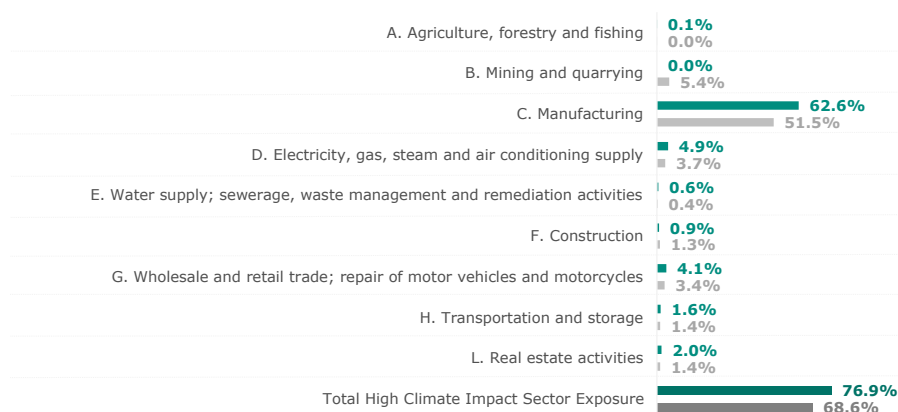 A. Agriculture, forestry and fishing
0.1%
0.0%
B. Mining and quarrying
0.0%
5.4%
C. Manufacturing
62.6%
51.5%
D. Electricity, gas, steam and air conditioning supply
4.9%
3.7%
E. Water supply; sewerage, waste management and remediation activities
0.6%
0.4%
F. Construction
0.9%
1.3%
G. Wholesale and retail trade; repair of motor vehicles and motorcycles
4.1%
3.4%
H. Transportation and storage
1.6%
1.4%
L. Real estate activities
2.0%
1.4%
Total High Climate Impact Sector Exposure
76.9%
68.6%